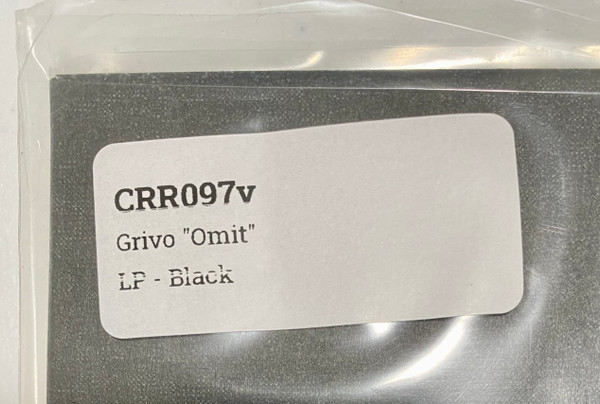 CRR097v
Grivo "Omit"
LP - Black